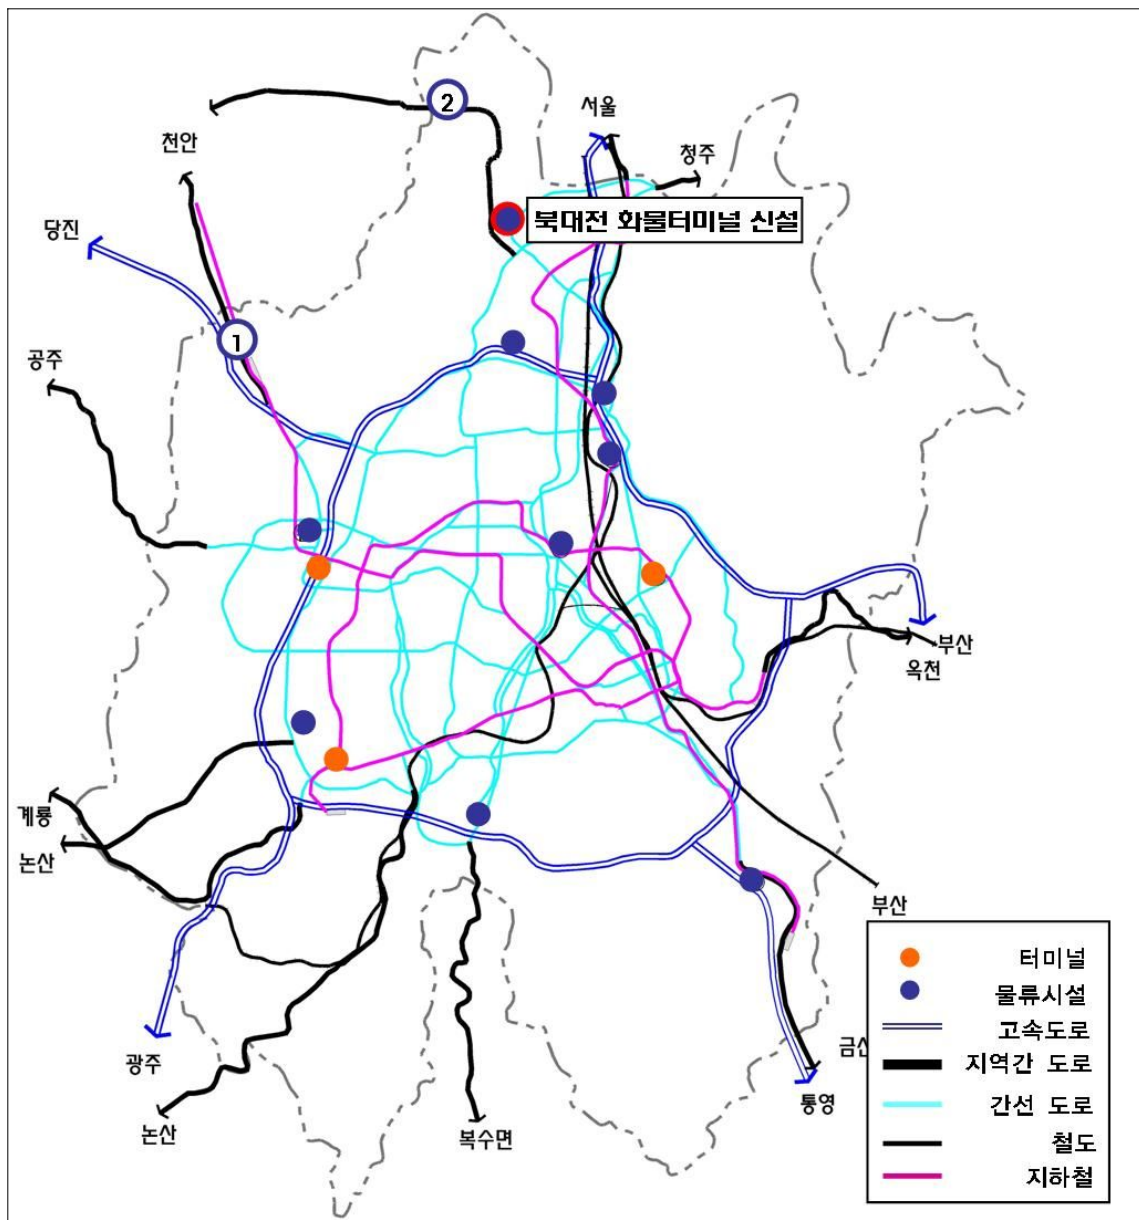 2
서울
천안
청주
당진
북대전 화물터미널 신설
1
공주
부산
옥천
계룡
논산
부산
터미널
물류시설
고속도로
금산
지역간 도로
광주
통영
간선 도로
논산
복수면
철도
지하철